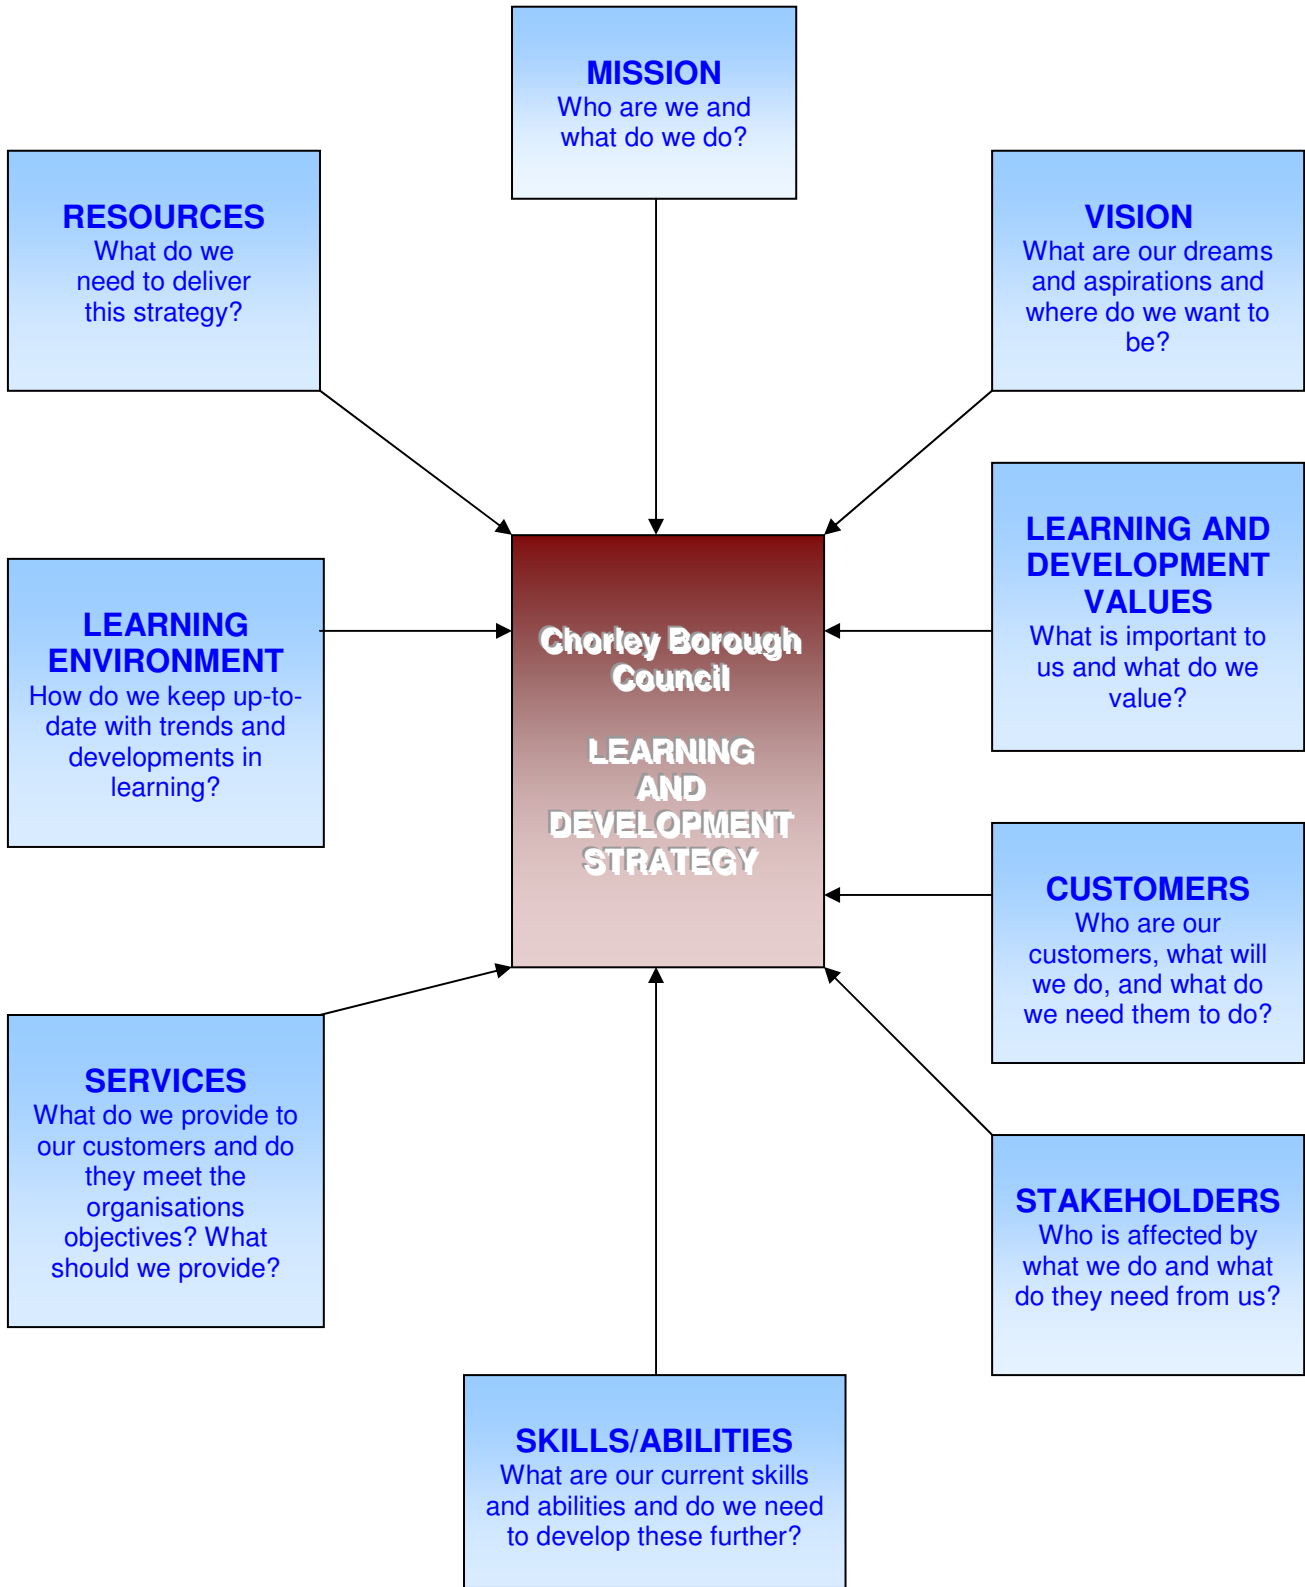 MISSION
Who are we and
what do we do?
RESOURCES
What do we
need to deliver
this strategy?
VISION
What are our dreams
and aspirations and
where do we want to
be?
LEARNING AND
DEVELOPMENT
VALUES
What is important to
us and what do we
value?
LEARNING
ENVIRONMENT
How do we keep up-to-
date with trends and
developments in
learning?
Chorley Borough
Council
LEARNING
AND
DEVELOPMENT
STRATEGY
CUSTOMERS
Who are our
customers, what will
we do, and what do
we need them to do?
SERVICES
What do we provide to
our customers and do
they meet the
organisations
objectives? What
should we provide?
STAKEHOLDERS
Who is affected by
what we do and what
do they need from us?
SKILLS/ABILITIES
What are our current skills
and abilities and do we need
to develop these further?